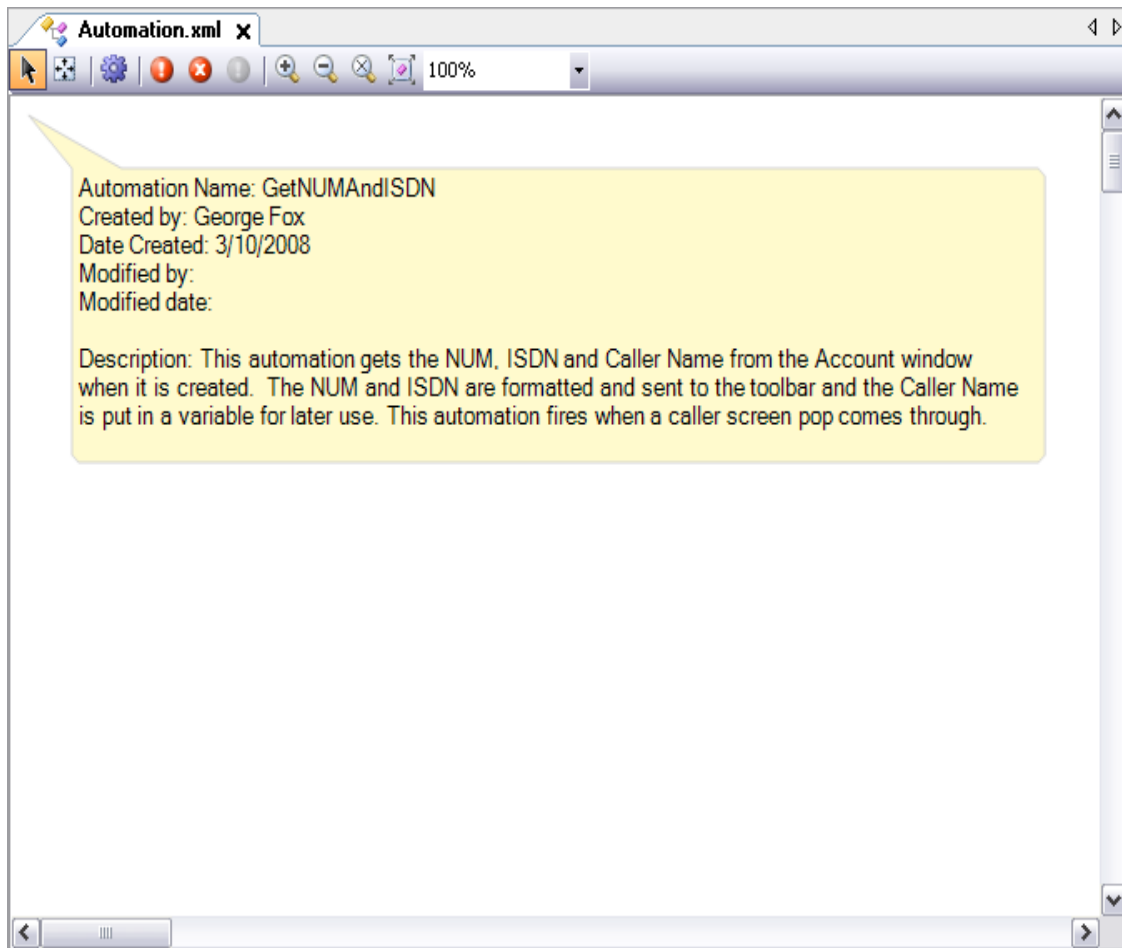 Automation.xml
100%
Automation Name: GetNUMAndISDN
Created by: George Fox
Date Created: 3/10/2008
Modified by:
Modified date:
Description: This automation gets the NUM, ISDN and Caller Name from the Account window
when it is created.  The NUM and ISDN are formatted and sent to the toolbar and the Caller Name
is put in a variable for later use. This automation fires when a caller screen pop comes through.